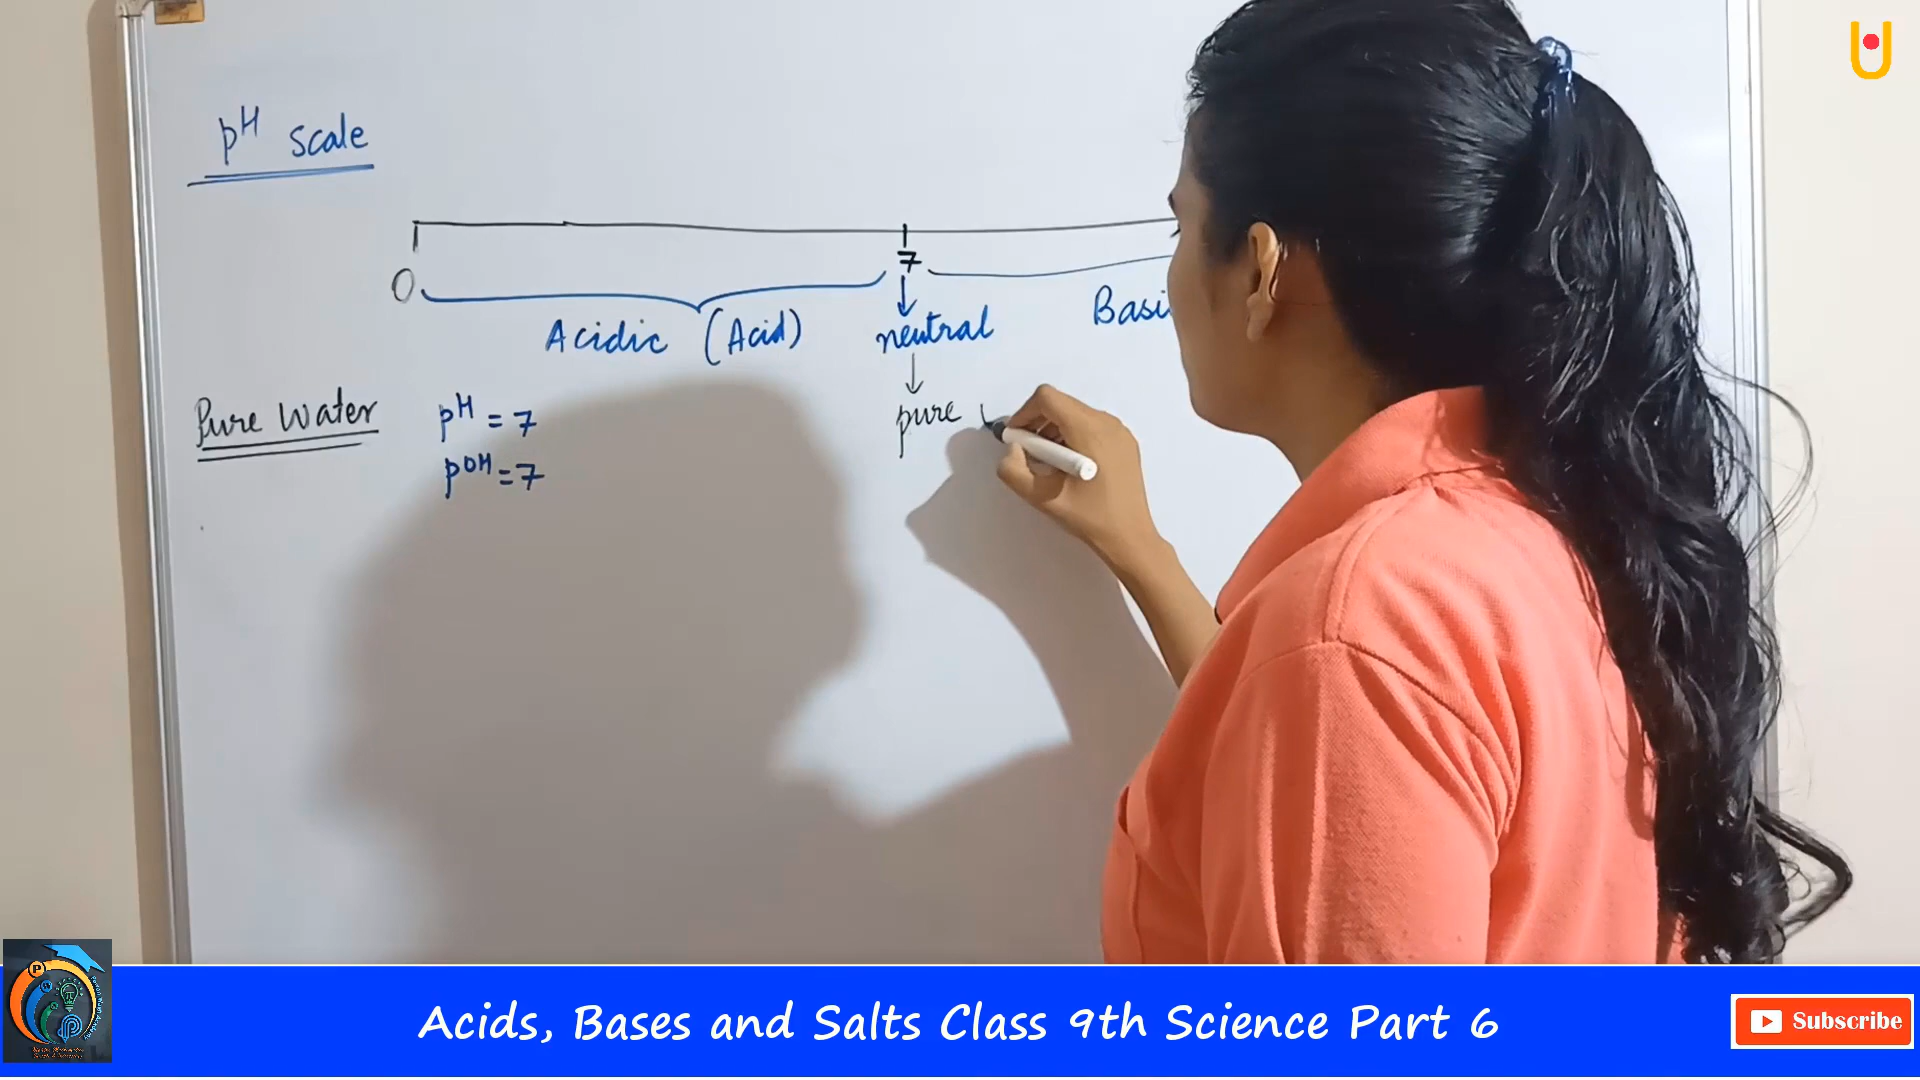 pH scale
0
7
Acidic (Acid)
neutral
Basi
Pure Water
pH = 7
pOH = 7
pure
Acids, Bases and Salts Class 9th Science Part 6
Subscribe